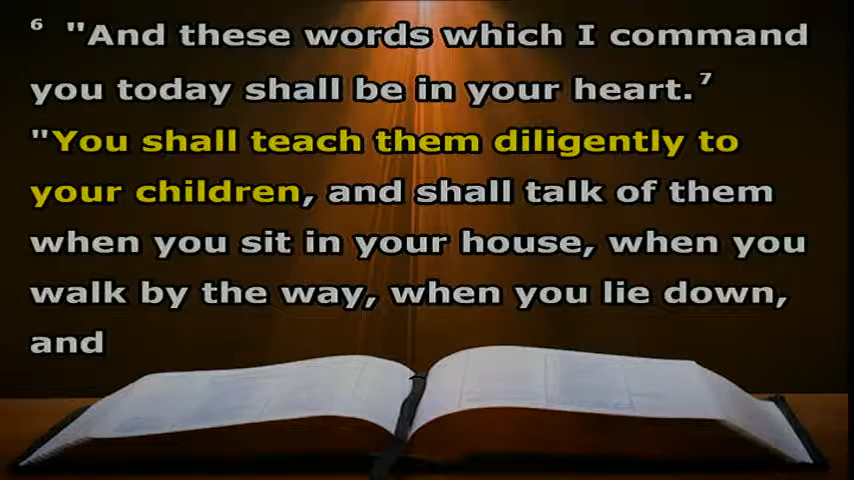 ⁶ "And these words which I command
you today shall be in your heart. ⁷
"You shall teach them diligently to
your children, and shall talk of them
when you sit in your house, when you
walk by the way, when you lie down,
and